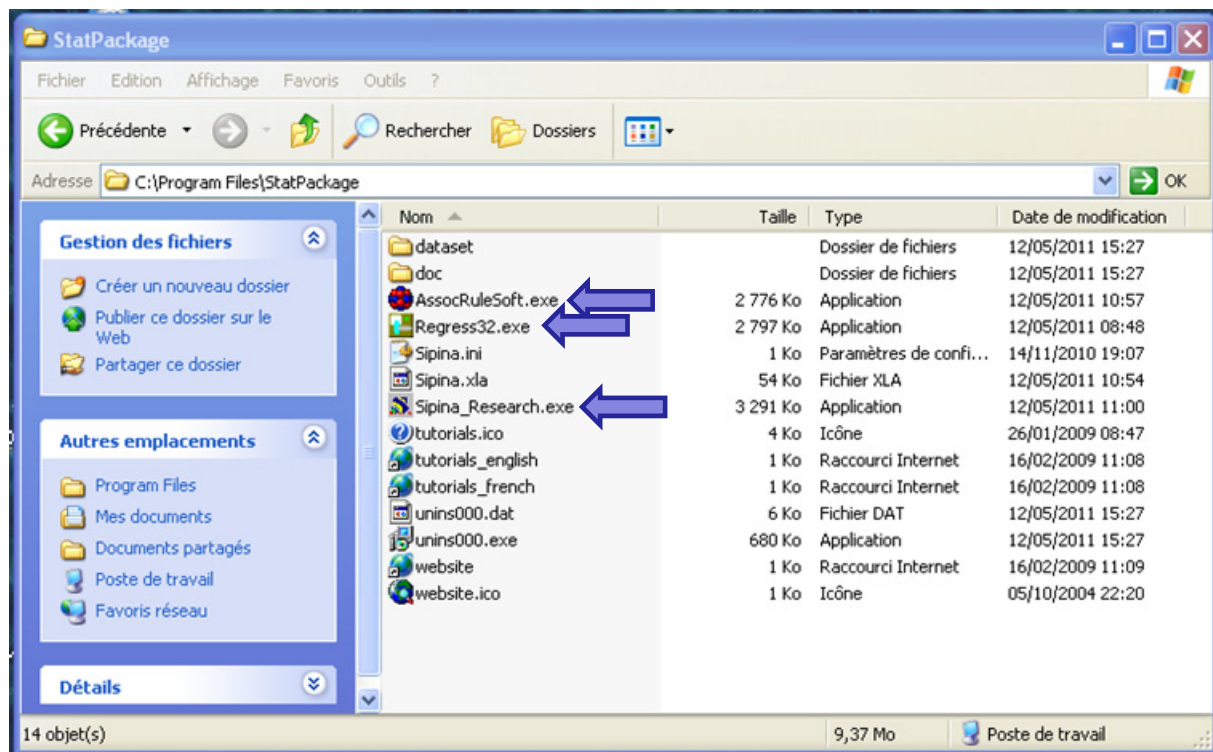 StatPackage
Fichier Edition Affichage Favoris Outils ?
Précédente Rechercher Dossiers
Adresse C:\Program Files\StatPackage OK
Gestion des fichiers
Créer un nouveau dossier
Publier ce dossier sur le
Web
Partager ce dossier
Autres emplacements
Program Files
Mes documents
Documents partagés
Poste de travail
Favoris réseau
Détails
Nom Taille Type Date de modification
dataset Dossier de fichiers 12/05/2011 15:27
doc Dossier de fichiers 12/05/2011 15:27
AssocRuleSoft.exe 2 776 Ko Application 12/05/2011 10:57
Regress32.exe 2 797 Ko Application 12/05/2011 08:48
Sipina.ini 1 Ko Paramètres de confi... 14/11/2010 19:07
Sipina.xla 54 Ko Fichier XLA 12/05/2011 10:54
Sipina_Research.exe 3 291 Ko Application 12/05/2011 11:00
tutorials.ico 4 Ko Icône 26/01/2009 08:47
tutorials_english 1 Ko Raccourci Internet 16/02/2009 11:08
tutorials_french 1 Ko Raccourci Internet 16/02/2009 11:08
unins000.dat 6 Ko Fichier DAT 12/05/2011 15:27
unins000.exe 680 Ko Application 12/05/2011 15:27
website 1 Ko Raccourci Internet 16/02/2009 11:09
website.ico 1 Ko Icône 05/10/2004 22:20
14 objet(s) 9,37 Mo Poste de travail